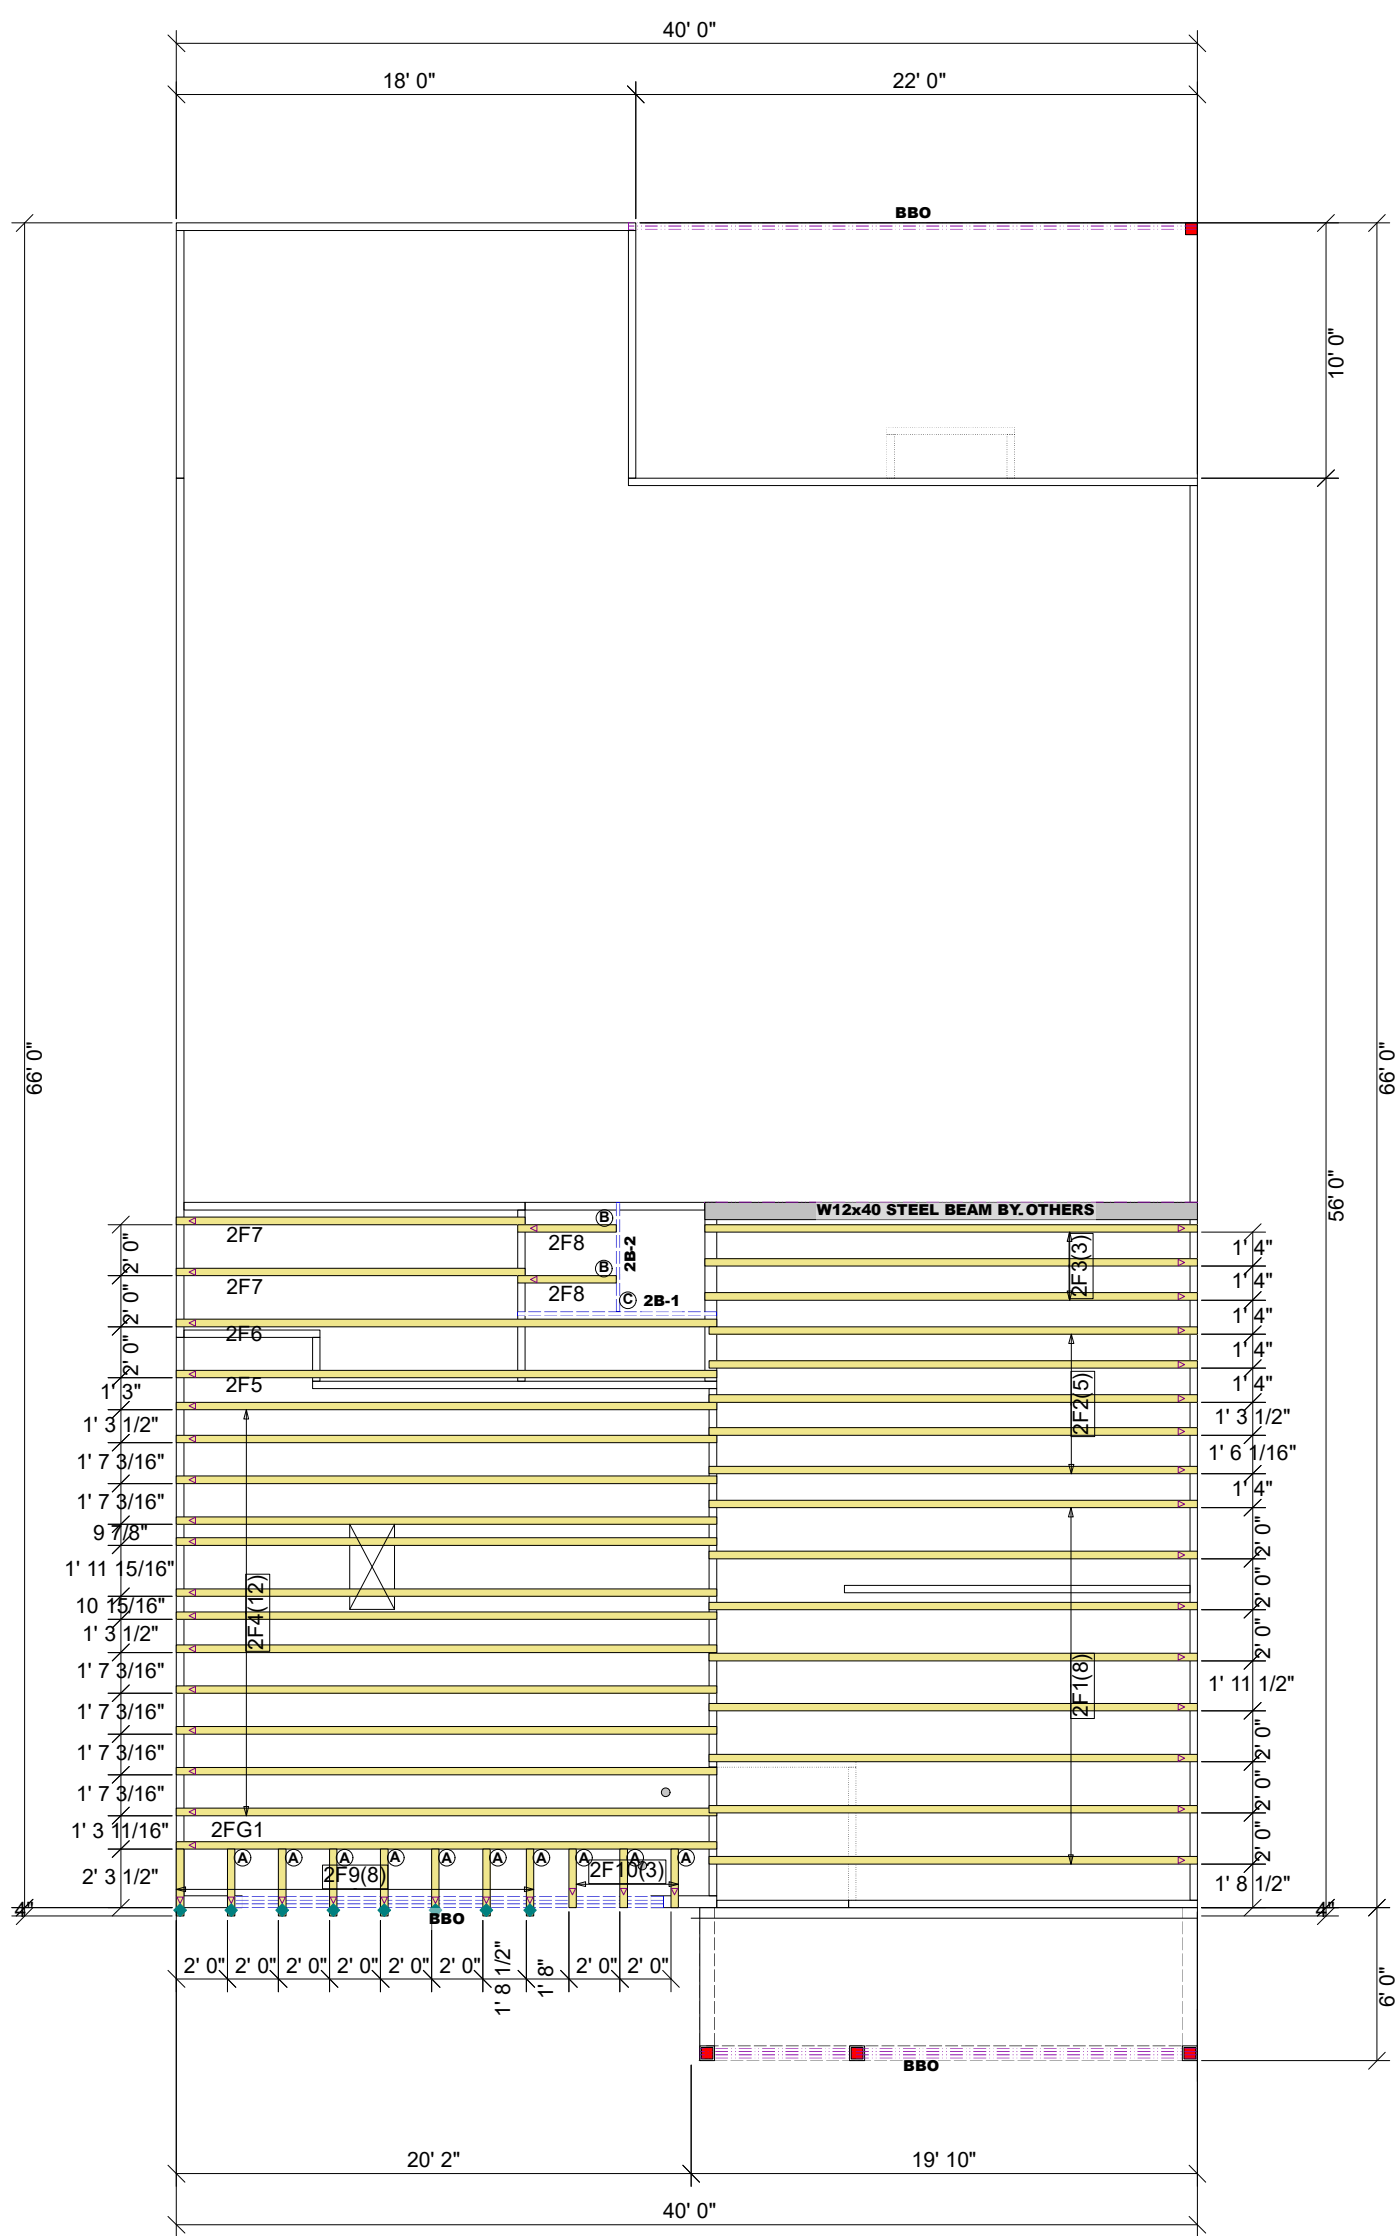 40' 0"
18' 0"
22' 0"
BBO
10' 0"
66' 0"
66' 0"
56' 0"
W12x40 STEEL BEAM BY OTHERS
2F7
B
2F8
2B-2
2F7
B
2F8
C
2B-1
2F6
2F5
2F3(3)
2F2(5)
2F4(12)
2F1(8)
2' 0"
2' 0"
2' 0"
1' 3"
1' 3 1/2"
1' 7 3/16"
1' 7 3/16"
9 7/8"
1' 11 15/16"
10 15/16"
1' 3 1/2"
1' 7 3/16"
1' 7 3/16"
1' 7 3/16"
1' 7 3/16"
1' 3 11/16"
2' 3 1/2"
4"
1' 4"
1' 4"
1' 4"
1' 4"
1' 4"
1' 3 1/2"
1' 6 1/16"
1' 4"
2' 0"
2' 0"
2' 0"
1' 11 1/2"
2' 0"
2' 0"
2' 0"
1' 8 1/2"
4"
2FG1
A
A
A
A
A
A
A
A
A
2F9(8)
2F10(3)
BBO
2' 0"
2' 0"
2' 0"
2' 0"
2' 0"
2' 0"
1' 8 1/2"
1' 8"
2' 0"
2' 0"
6' 0"
BBO
20' 2"
19' 10"
40' 0"